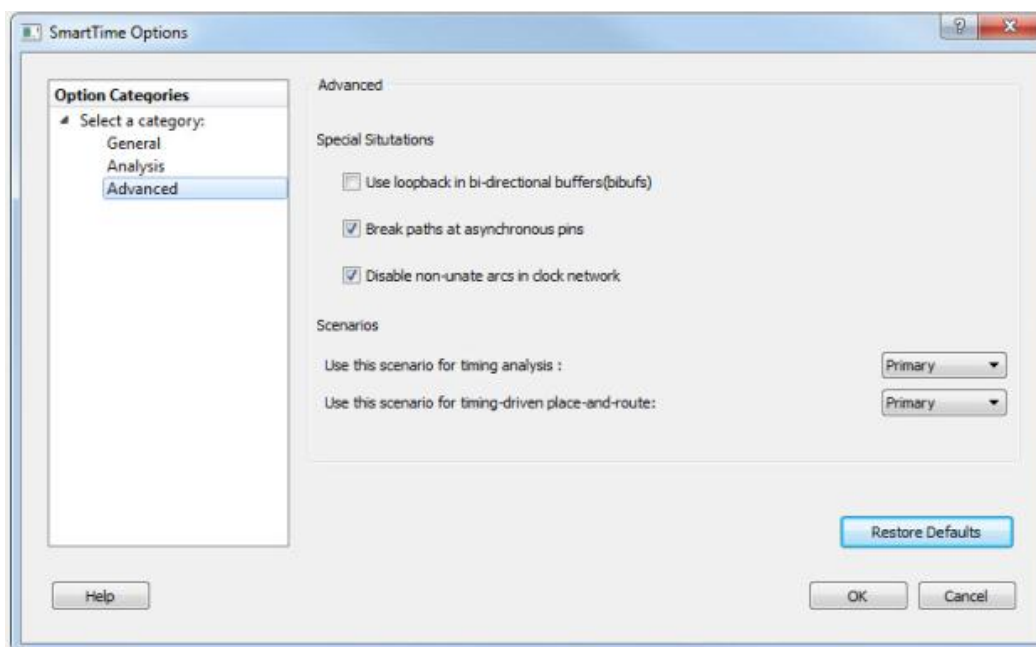 SmartTime Options
Option Categories
Select a category:
General
Analysis
Advanced
Advanced
Special Situtations
Use loopback in bi-directional buffers(bibufs)
Break paths at asynchronous pins
Disable non-unate arcs in clock network
Scenarios
Use this scenario for timing analysis :
Primary
Use this scenario for timing-driven place-and-route:
Primary
Restore Defaults
Help
OK
Cancel